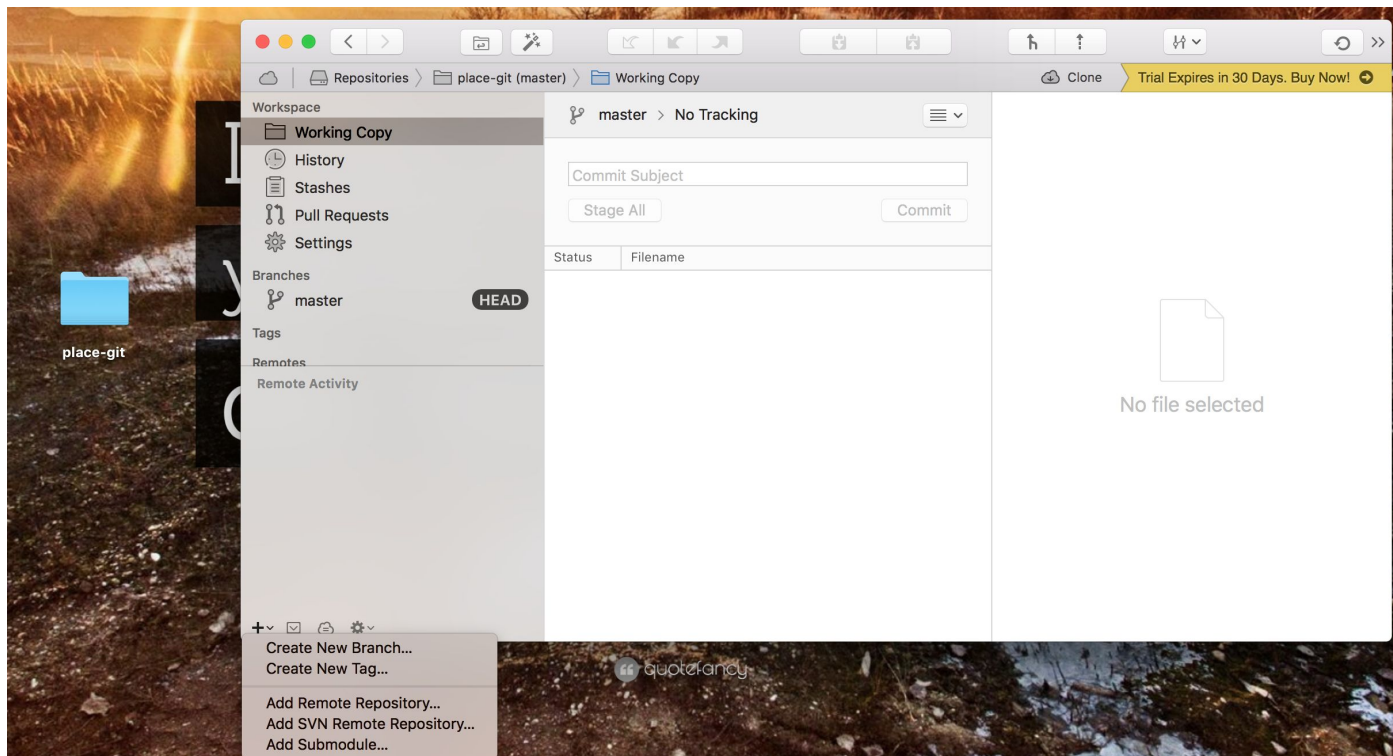 Repositories
place-git (master)
Working Copy
Clone
Trial Expires in 30 Days. Buy Now!
Workspace
Working Copy
History
Stashes
Pull Requests
Settings
Branches
master
HEAD
Tags
Remotes
Remote Activity
master > No Tracking
Commit Subject
Stage All
Commit
Status
Filename
No file selected
place-git
Create New Branch...
Create New Tag...
Add Remote Repository...
Add SVN Remote Repository...
Add Submodule...
quotefancy